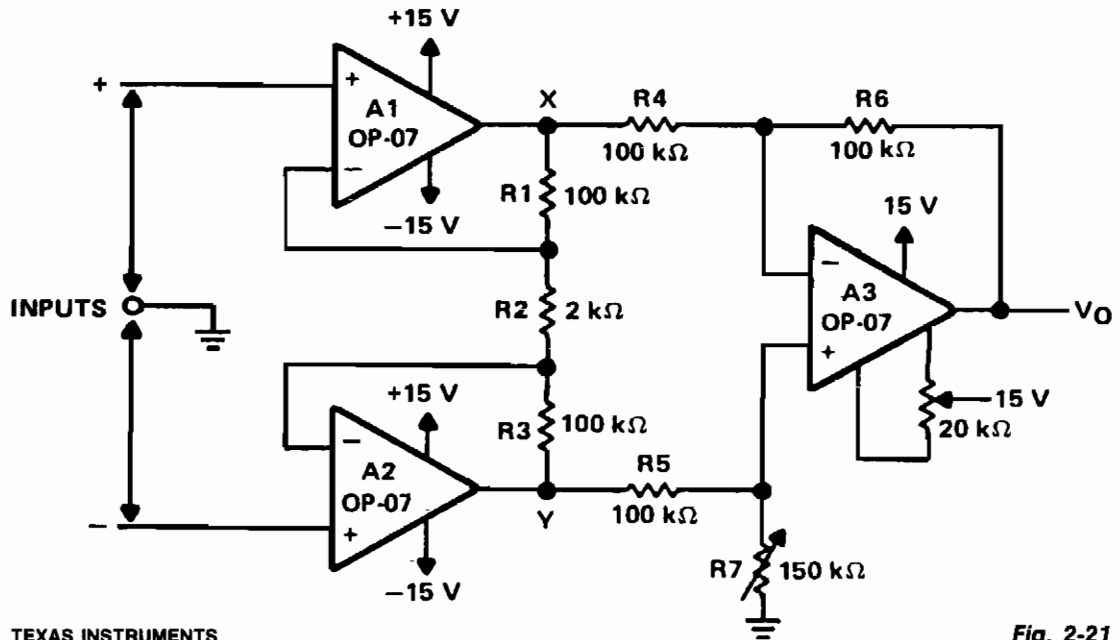 +15 V
+
+
A1
OP-07
−
−15 V
X
R4
100 kΩ
R6
100 kΩ
R1 100 kΩ
15 V
−
A3
OP-07
+
VO
INPUTS
R2 2 kΩ
15 V
20 kΩ
+15 V
R3 100 kΩ
−
A2
OP-07
+
−
−15 V
Y
R5
100 kΩ
R7 150 kΩ
TEXAS INSTRUMENTS
Fig. 2-21